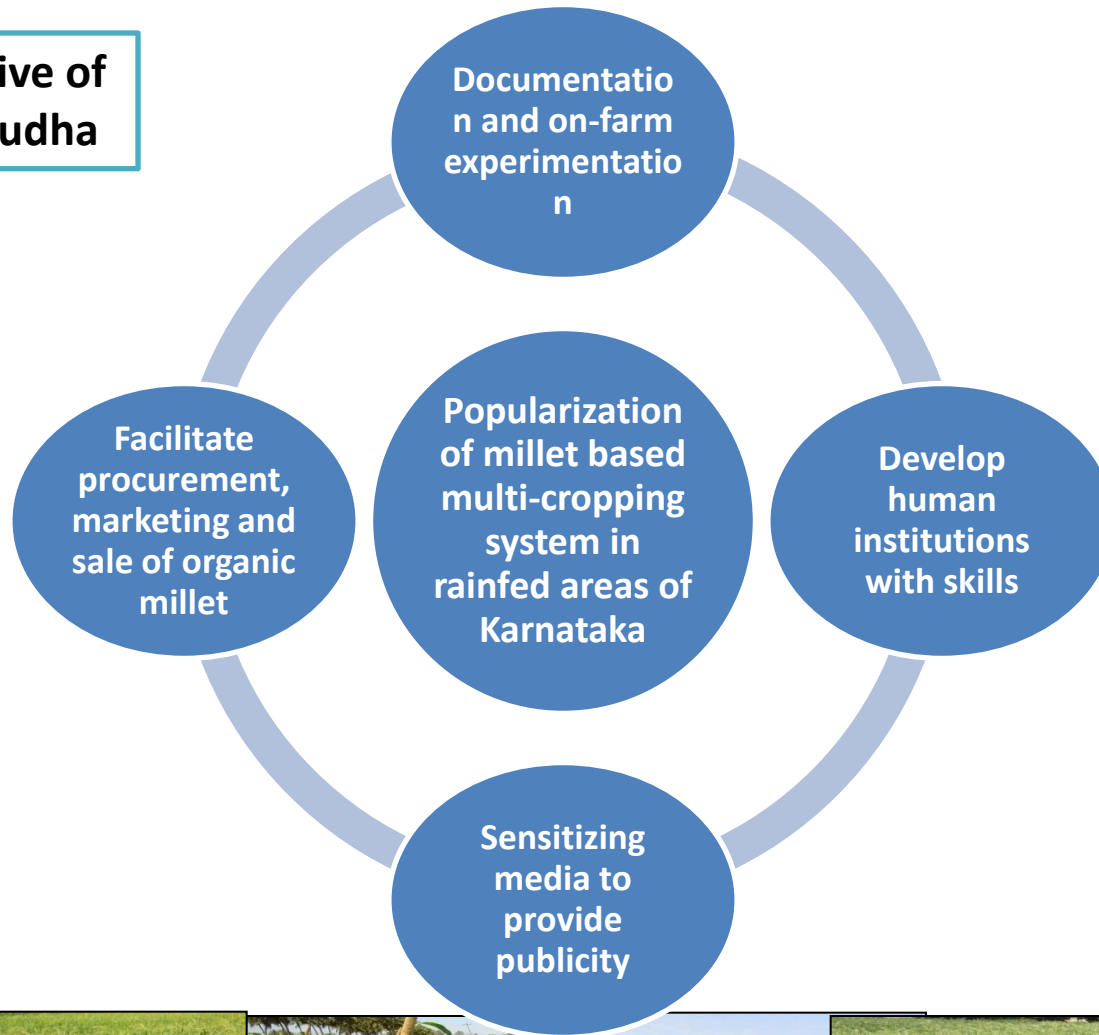 ive of
udha
Documentatio
n and on-farm
experimentatio
n
Facilitate
procurement,
marketing and
sale of organic
millet
Popularization
of millet based
multi-cropping
system in
rainfed areas of
Karnataka
Develop
human
institutions
with skills
Sensitizing
media to
provide
publicity